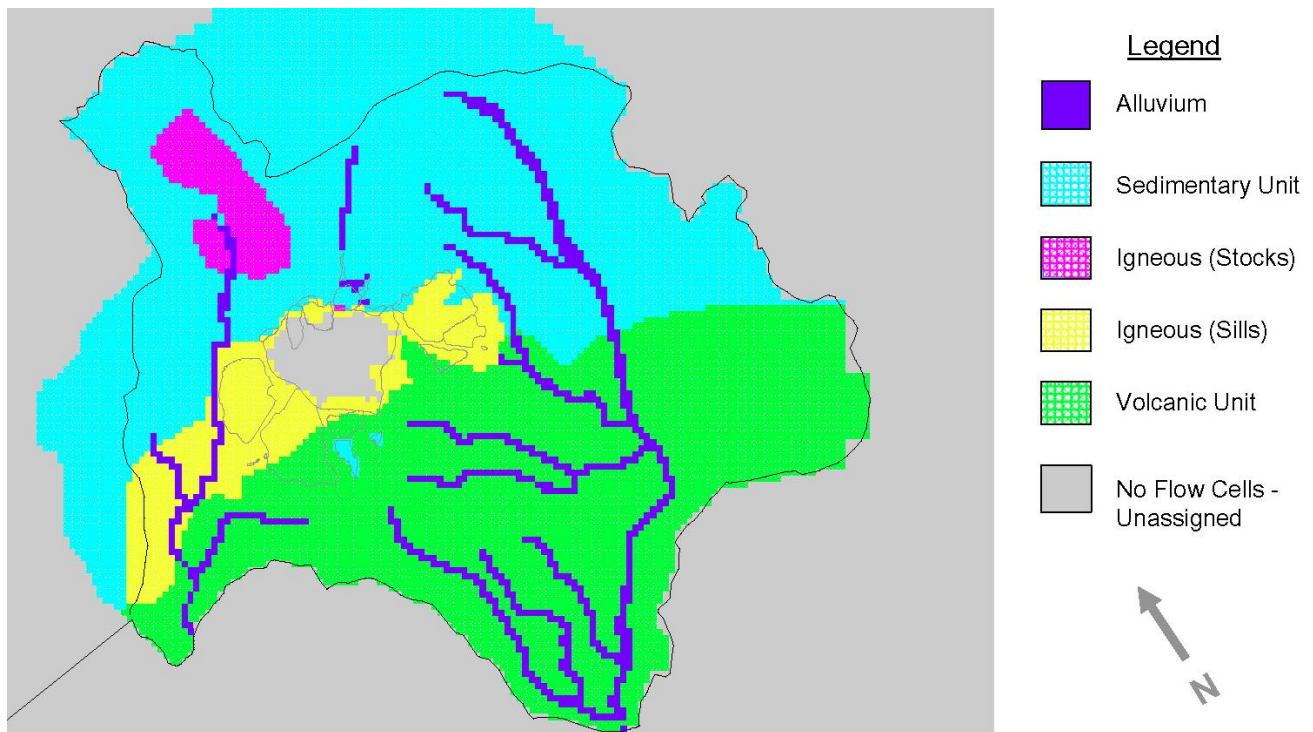 Legend
Alluvium
Sedimentary Unit
Igneous (Stocks)
Igneous (Sills)
Volcanic Unit
No Flow Cells -
Unassigned
N